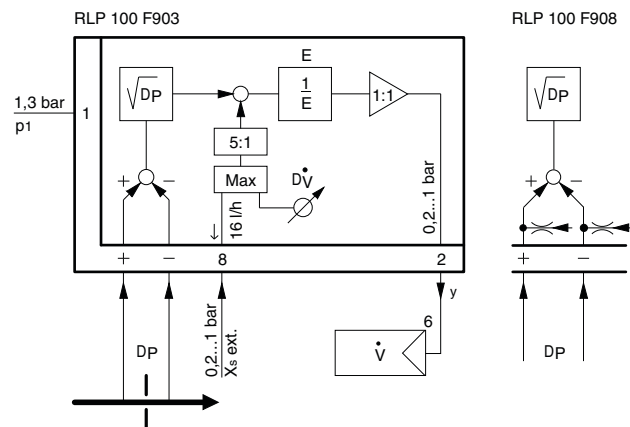 RLP 100 F903
RLP 100 F908
E
√DP
1
E
1:1
√DP
1,3 bar
p1
1
5:1
Max
DV̇
+
−
+
−
16 l/h
0,2...1 bar
+
−
8
2
+
−
y
6
DP
0,2...1 bar
Xs ext.
V̇
DP